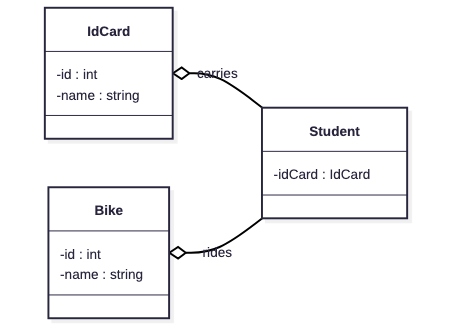 IdCard
-id : int
-name : string
carries
Student
-idCard : IdCard
Bike
-id : int
-name : string
rides